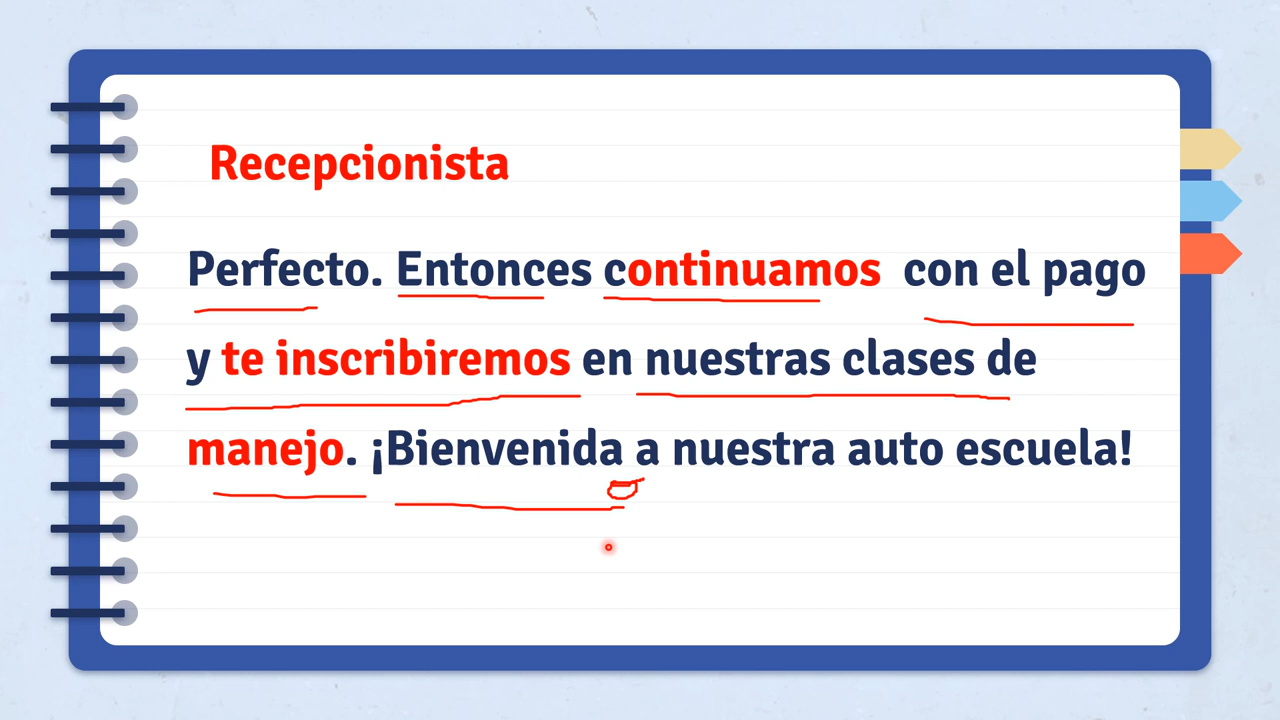 Recepcionista
Perfecto. Entonces continuamos con el pago
y te inscribiremos en nuestras clases de
manejo. ¡Bienvenida a nuestra auto escuela!